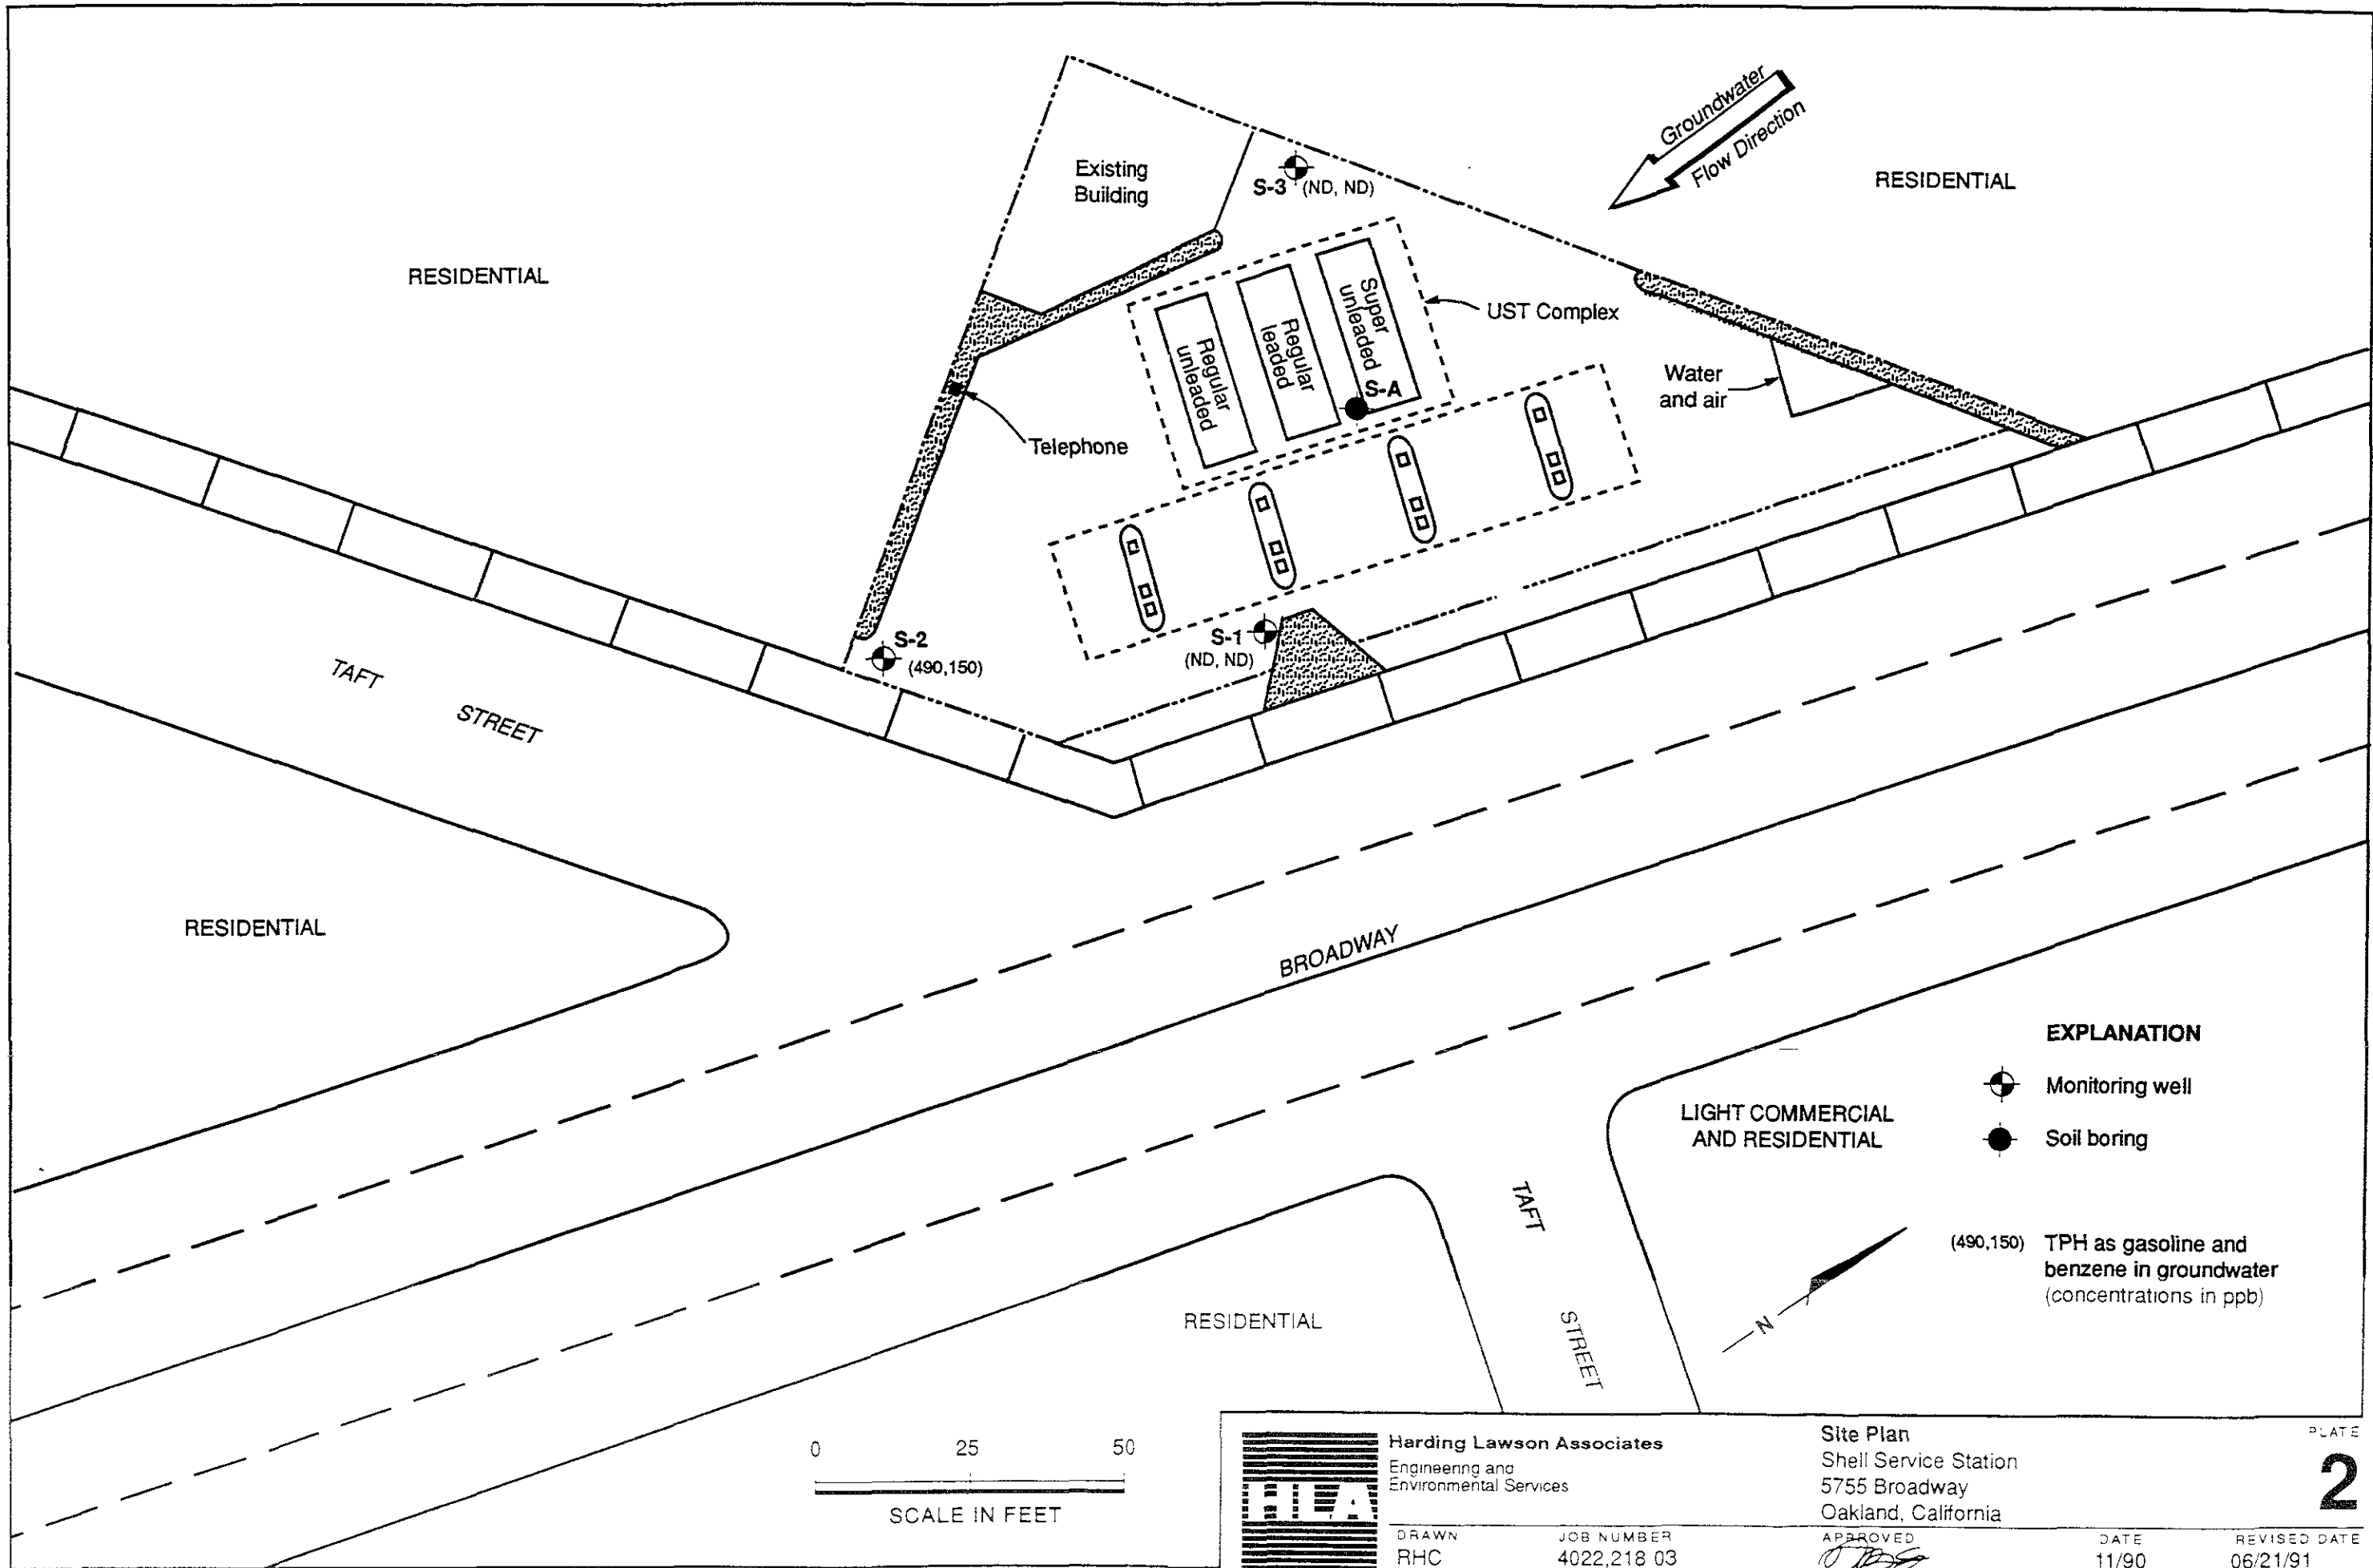 Groundwater
Flow Direction
RESIDENTIAL
Existing
Building
S-3
(ND, ND)
RESIDENTIAL
UST Complex
Super
unleaded
Regular
leaded
Regular
unleaded
S-A
Water
and air
Telephone
S-2
(490,150)
S-1
(ND, ND)
TAFT
STREET
RESIDENTIAL
BROADWAY
EXPLANATION
Monitoring well
Soil boring
(490,150) TPH as gasoline and
benzene in groundwater
(concentrations in ppb)
LIGHT COMMERCIAL
AND RESIDENTIAL
TAFT
STREET
RESIDENTIAL
N
0 25 50
SCALE IN FEET
HLA
Harding Lawson Associates
Engineering and
Environmental Services
Site Plan
Shell Service Station
5755 Broadway
Oakland, California
PLATE
2
DRAWN JOB NUMBER APPROVED DATE REVISED DATE
RHC 4022,218 03 11/90 06/21/91